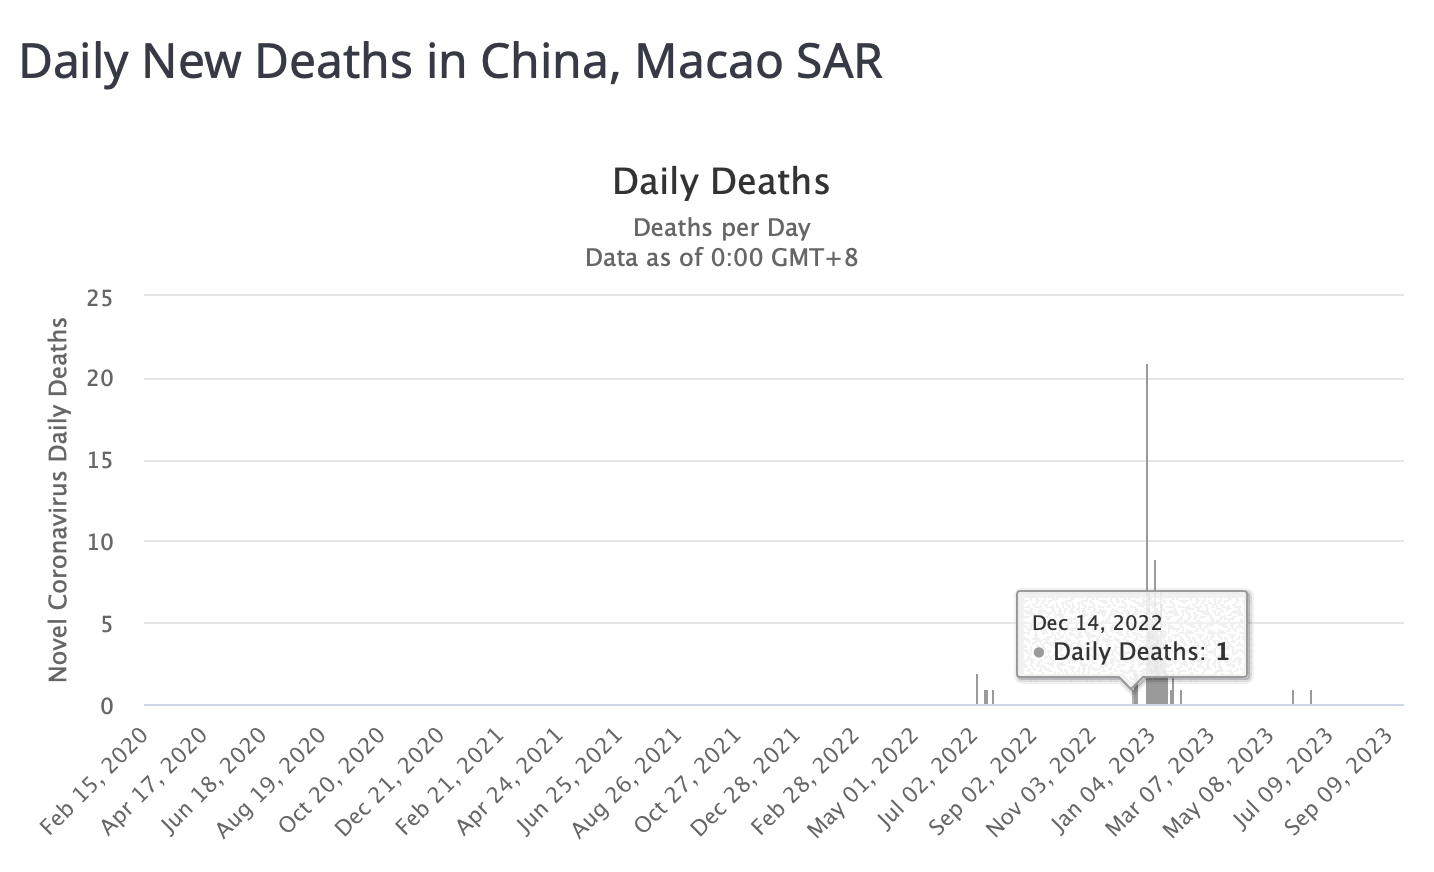 Daily New Deaths in China, Macao SAR
Daily Deaths
Deaths per Day
Data as of 0:00 GMT+8
Novel Coronavirus Daily Deaths
25
20
15
10
5
0
Dec 14, 2022
● Daily Deaths: 1
Feb 15, 2020
Apr 17, 2020
Jun 18, 2020
Aug 19, 2020
Oct 20, 2020
Dec 21, 2020
Feb 21, 2021
Apr 24, 2021
Jun 25, 2021
Aug 26, 2021
Oct 27, 2021
Dec 28, 2021
Feb 28, 2022
May 01, 2022
Jul 02, 2022
Sep 02, 2022
Nov 03, 2022
Jan 04, 2023
Mar 07, 2023
May 08, 2023
Jul 09, 2023
Sep 09, 2023